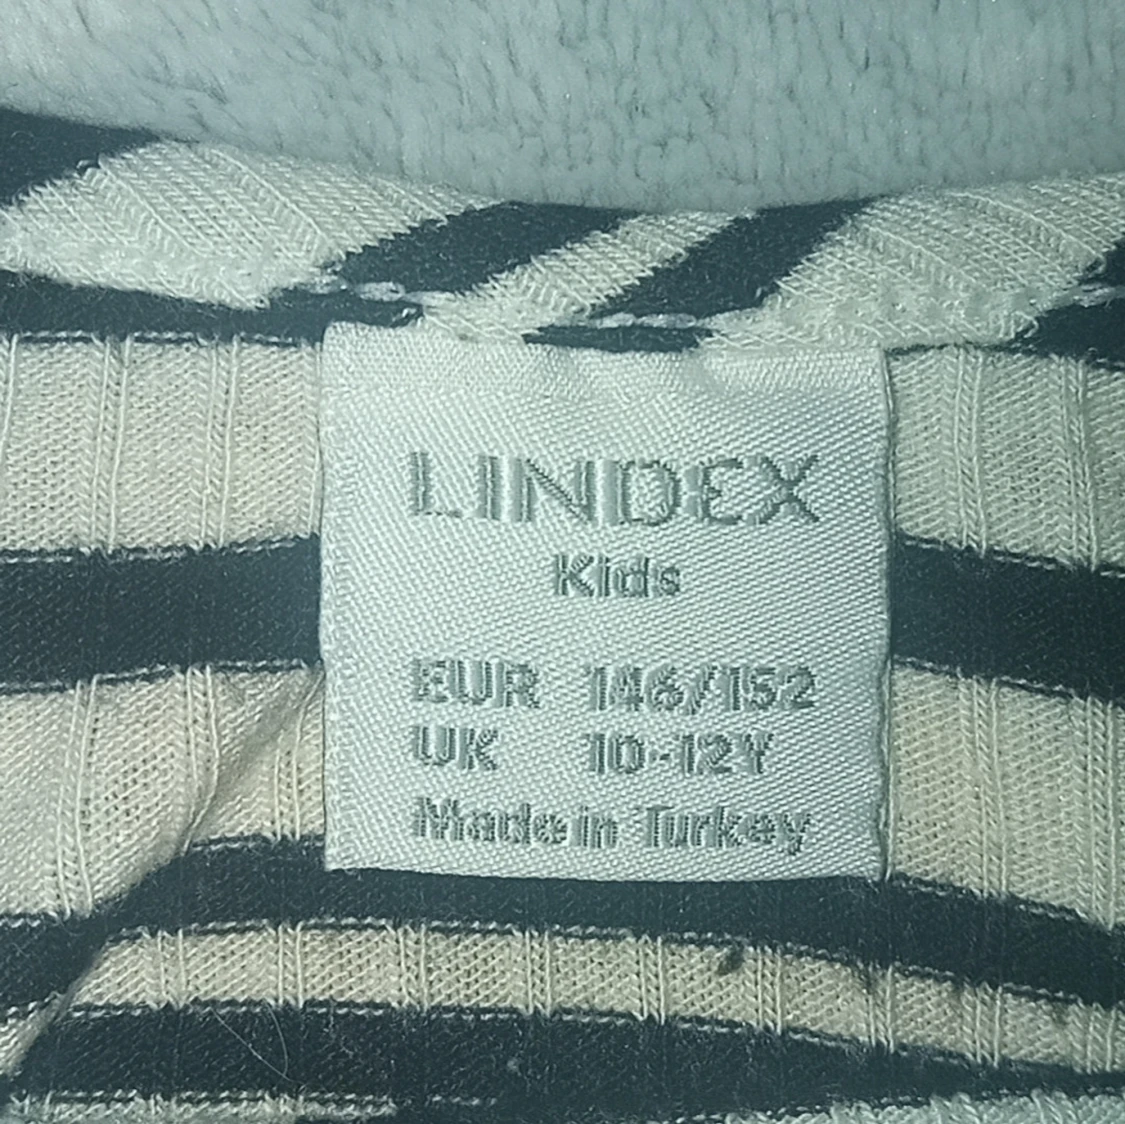 LINDEX
Kids
EUR 146/152
UK 10-12Y
Made in Turkey